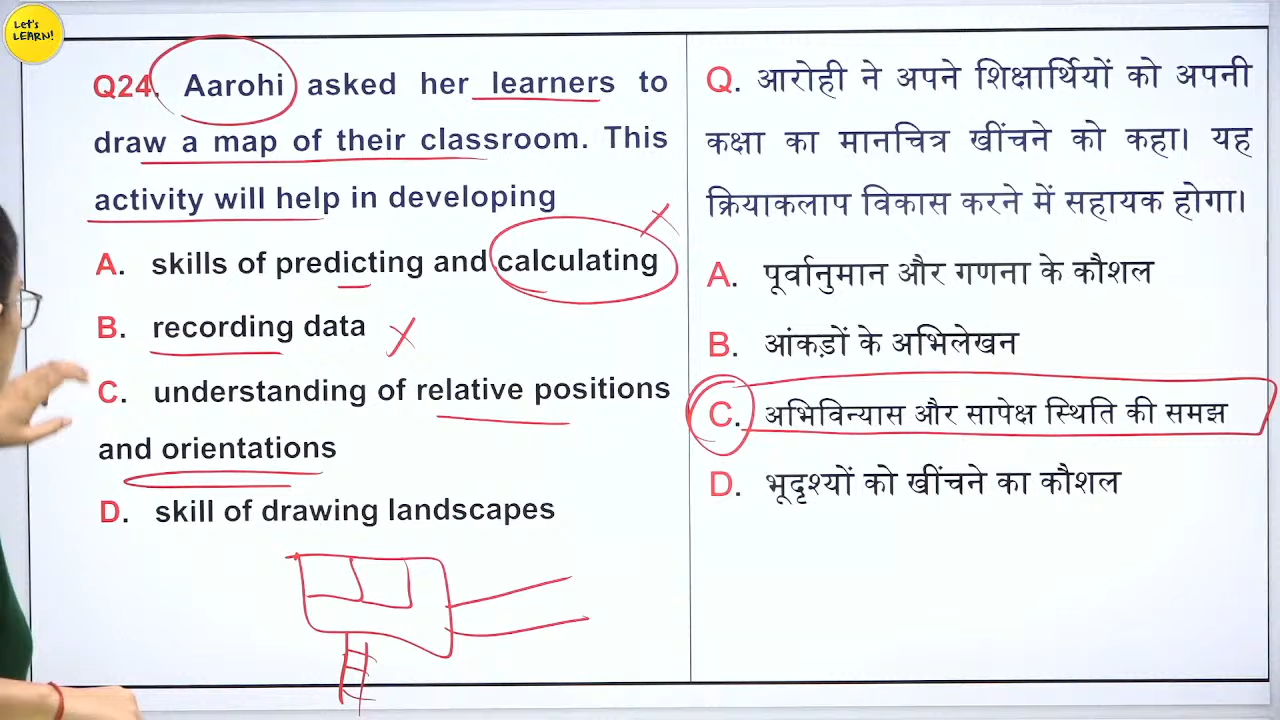 Let's
LEARN!
Q24. Aarohi asked her learners to
draw a map of their classroom. This
activity will help in developing
A. skills of predicting and calculating
B. recording data
C. understanding of relative positions
and orientations
D. skill of drawing landscapes
Q. आरोही ने अपने शिक्षार्थियों को अपनी
कक्षा का मानचित्र खींचने को कहा। यह
क्रियाकलाप विकास करने में सहायक होगा।
A. पूर्वानुमान और गणना के कौशल
B. आंकड़ों के अभिलेखन
C. अभिविन्यास और सापेक्ष स्थिति की समझ
D. भूदृश्यों को खींचने का कौशल